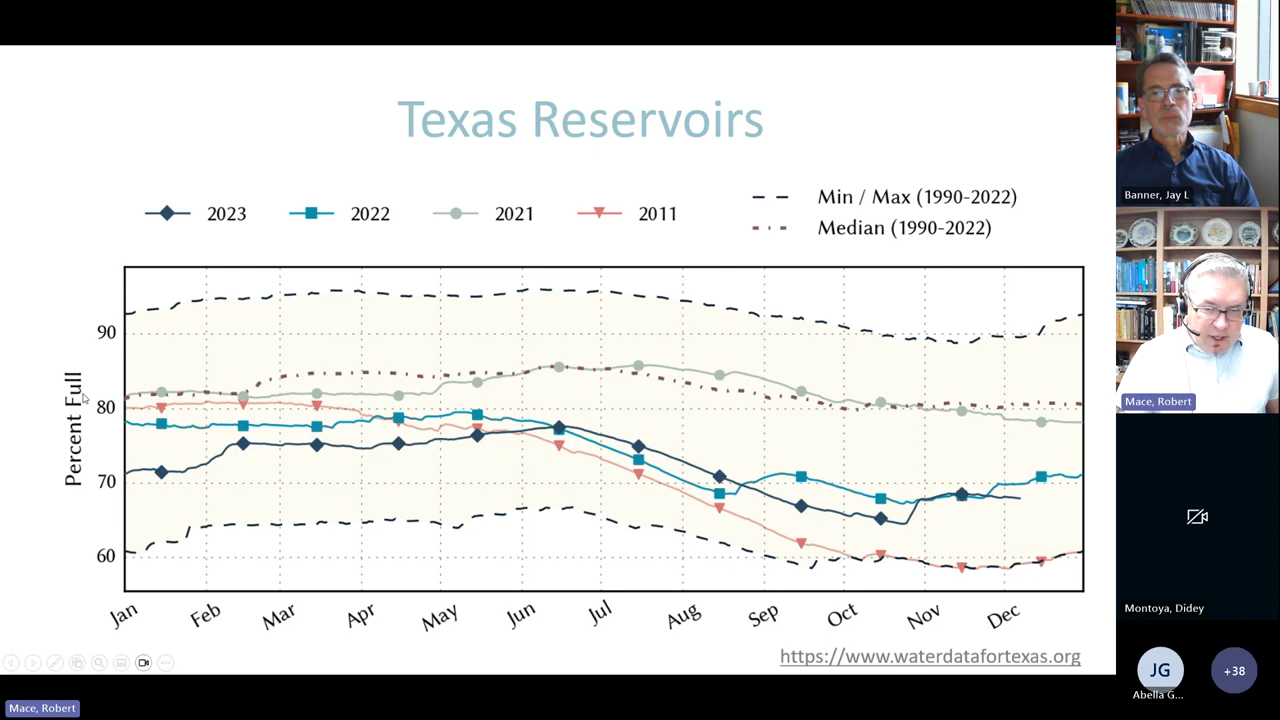 Texas Reservoirs
2023
2022
2021
2011
Min / Max (1990-2022)
Median (1990-2022)
Percent Full
90
80
70
60
Jan
Feb
Mar
Apr
May
Jun
Jul
Aug
Sep
Oct
Nov
Dec
https://www.waterdatafortexas.org
Mace, Robert
Banner, Jay L
Mace, Robert
Montoya, Didey
JG
Abella G...
+38